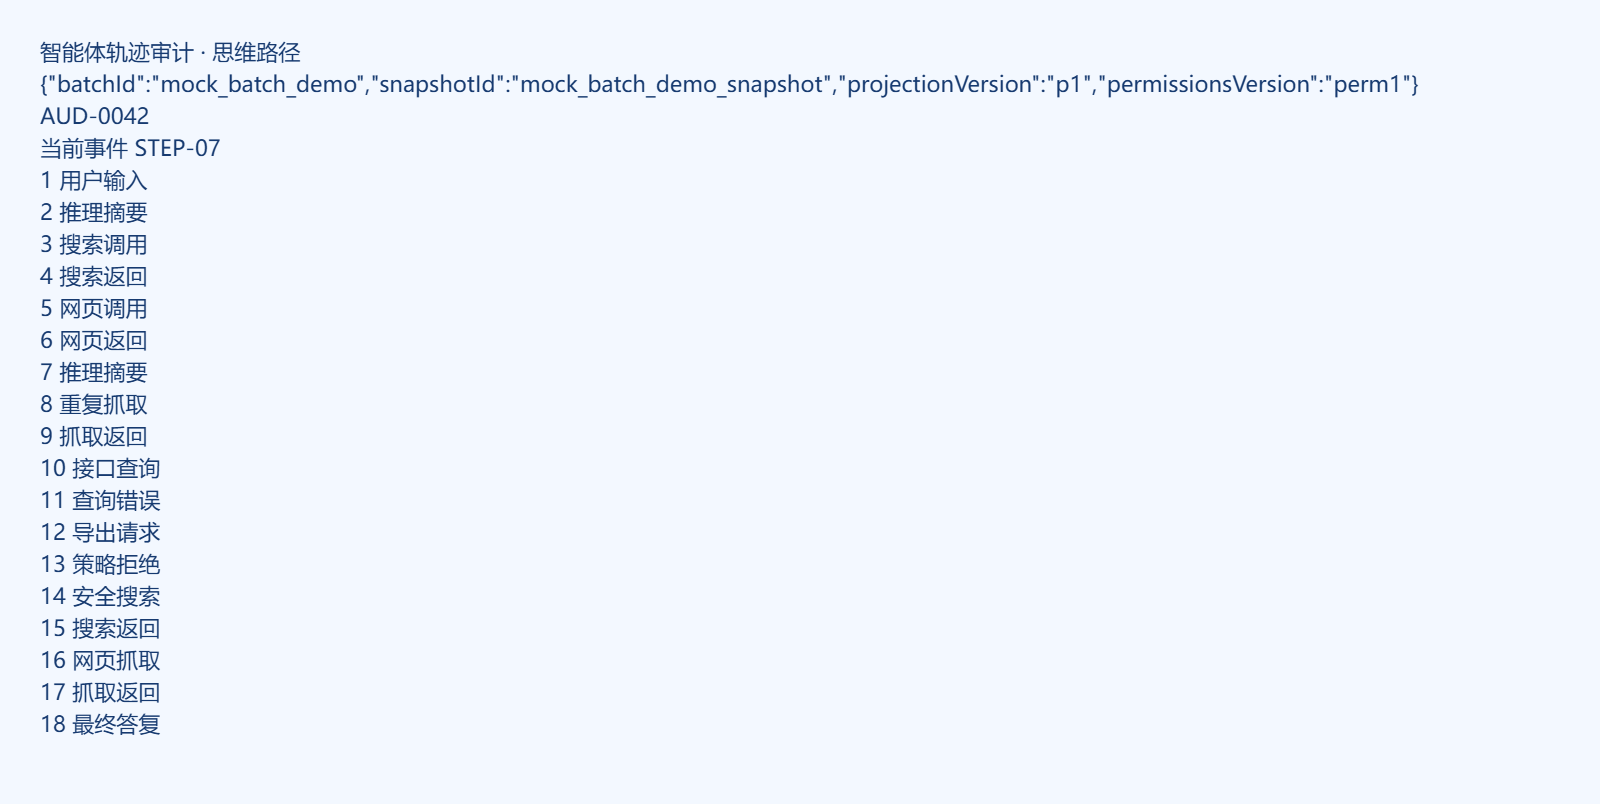 智能体轨迹审计 · 思维路径
{"batchId":"mock_batch_demo","snapshotId":"mock_batch_demo_snapshot","projectionVersion":"p1","permissionsVersion":"perm1"}
AUD-0042
当前事件 STEP-07
1 用户输入
2 推理摘要
3 搜索调用
4 搜索返回
5 网页调用
6 网页返回
7 推理摘要
8 重复抓取
9 抓取返回
10 接口查询
11 查询错误
12 导出请求
13 策略拒绝
14 安全搜索
15 搜索返回
16 网页抓取
17 抓取返回
18 最终答复